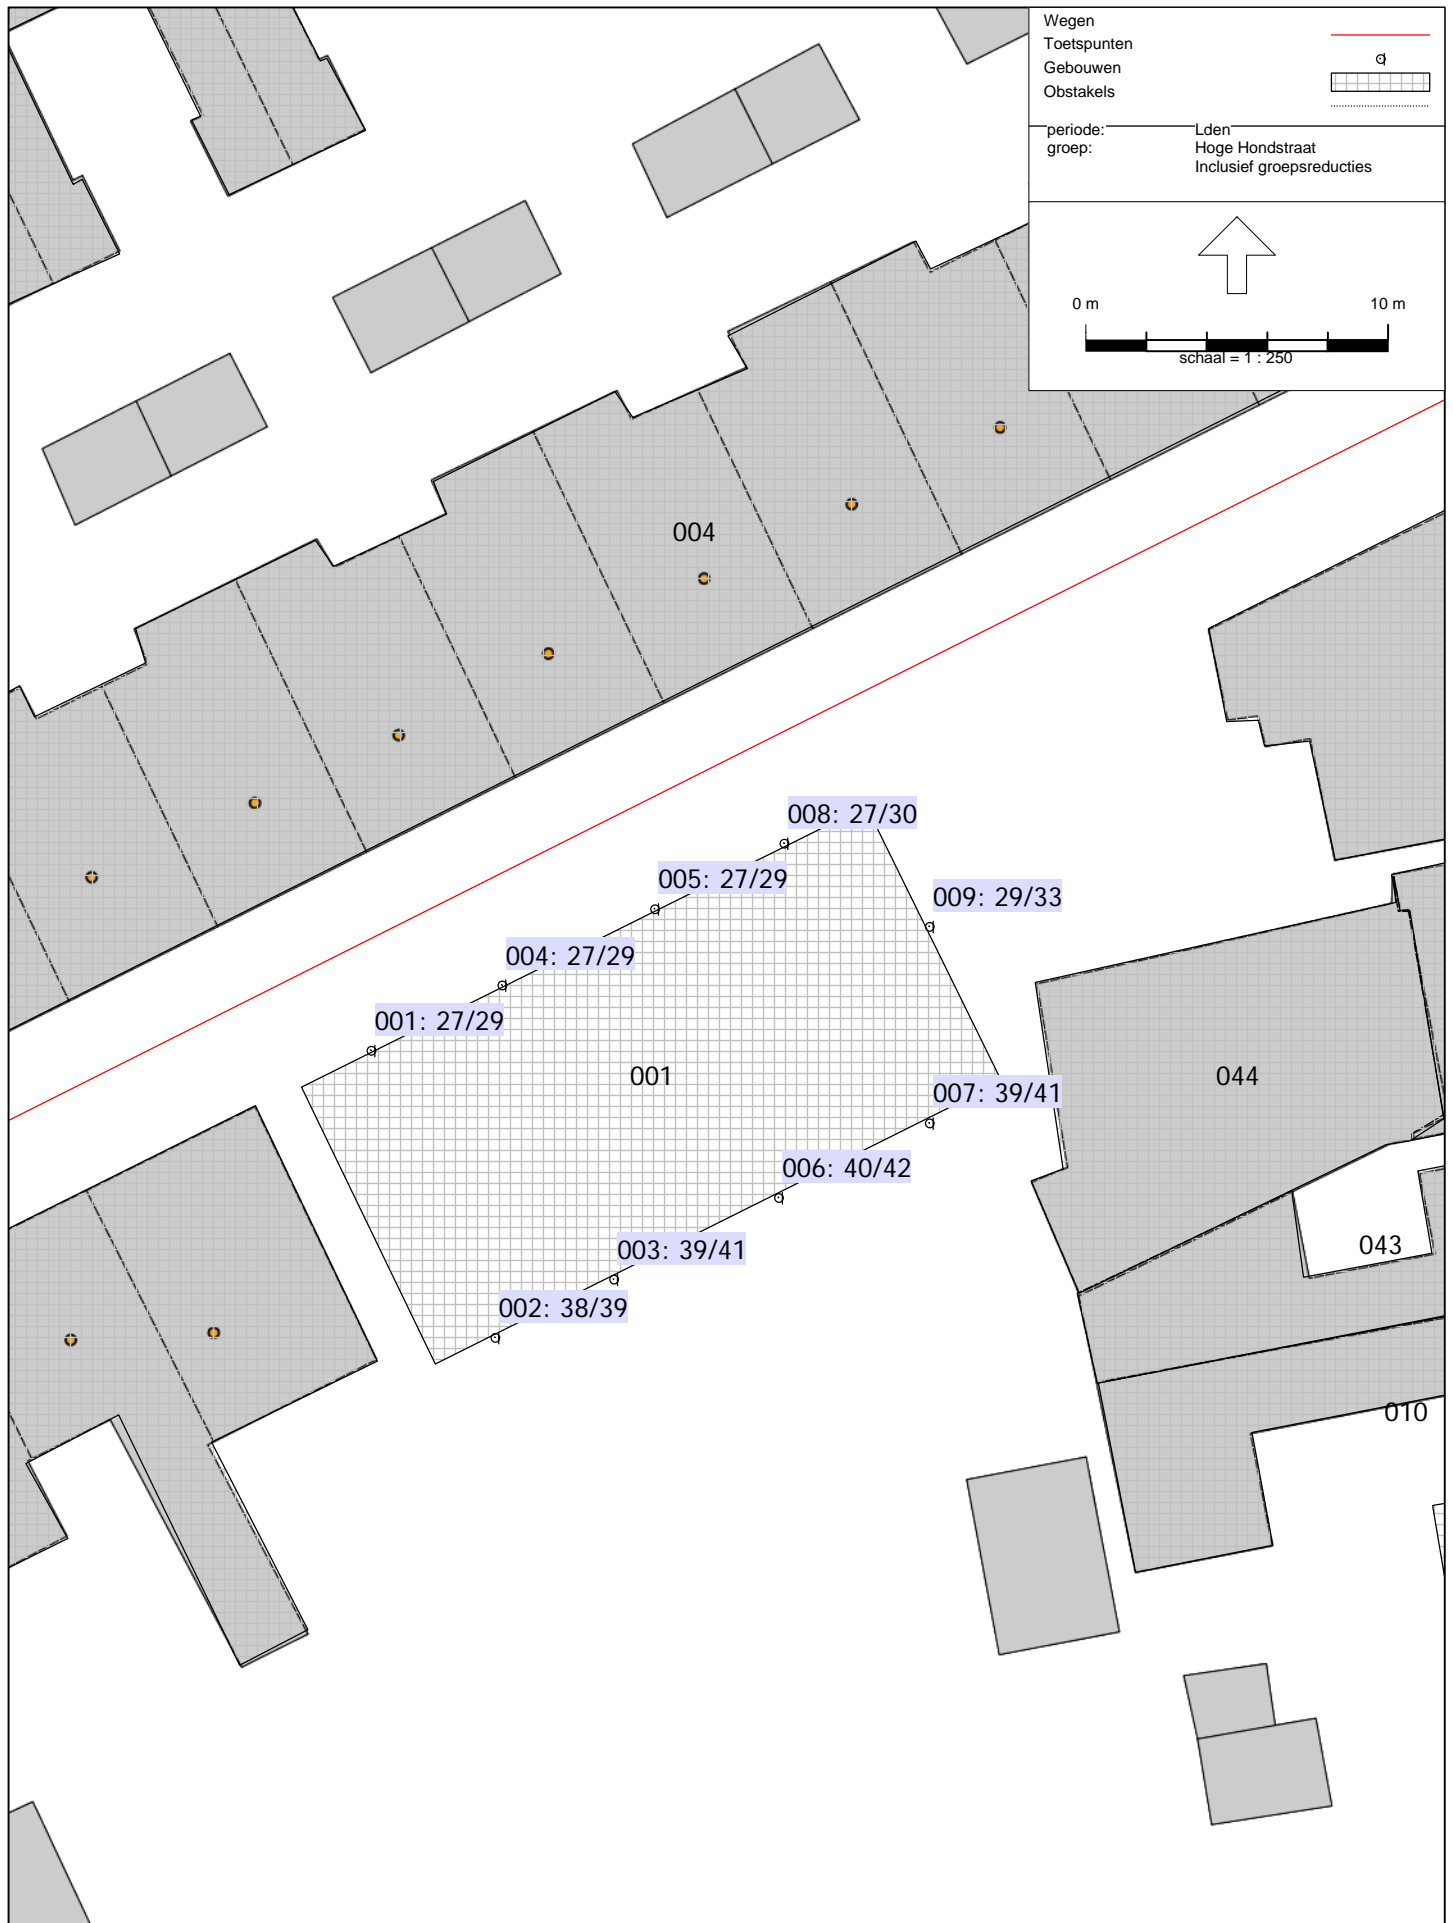 Wegen
Toetspunten
Gebouwen
Obstakels
periode: Lden
groep: Hoge Hondstraat
Inclusief groepsreducties
0 m 10 m
schaal = 1 : 250
004
008: 27/30
005: 27/29
009: 29/33
004: 27/29
001: 27/29
001
044
007: 39/41
006: 40/42
003: 39/41
043
002: 38/39
010